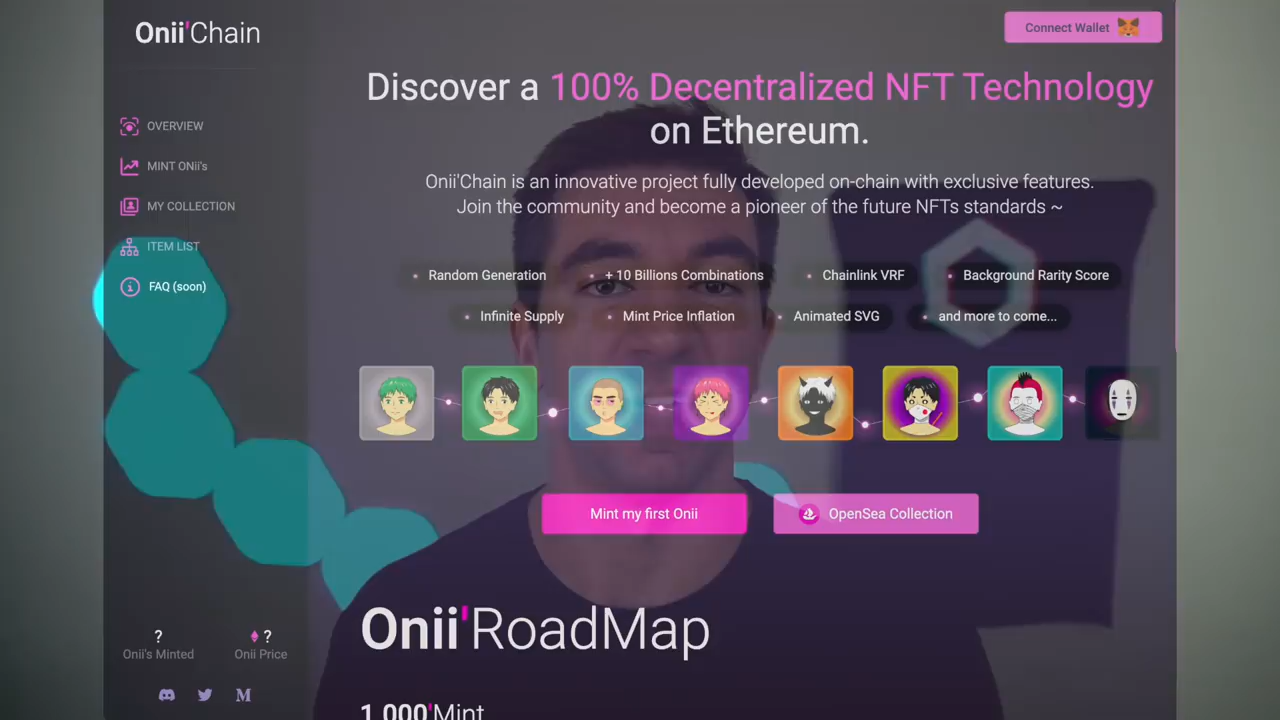 Onii'Chain
Connect Wallet
OVERVIEW
MINT ONii's
MY COLLECTION
ITEM LIST
FAQ (soon)
Discover a 100% Decentralized NFT Technology
on Ethereum.
Onii'Chain is an innovative project fully developed on-chain with exclusive features.
Join the community and become a pioneer of the future NFTs standards ~
• Random Generation
• + 10 Billions Combinations
• Chainlink VRF
• Background Rarity Score
• Infinite Supply
• Mint Price Inflation
• Animated SVG
• and more to come...
Mint my first Onii
OpenSea Collection
Onii'RoadMap
1.000'Mint
?
Onii's Minted
?
Onii Price
M